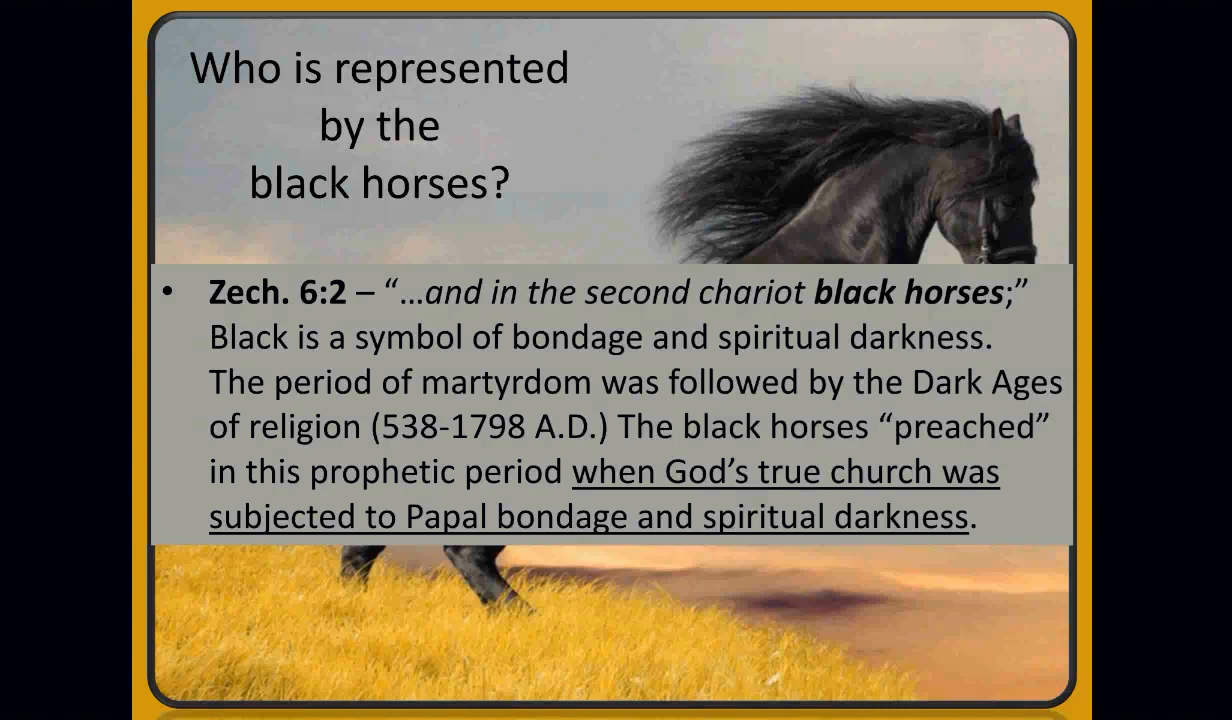 Who is represented
by the
black horses?
• Zech. 6:2 – “…and in the second chariot black horses;”
Black is a symbol of bondage and spiritual darkness.
The period of martyrdom was followed by the Dark Ages
of religion (538-1798 A.D.) The black horses “preached”
in this prophetic period when God’s true church was
subjected to Papal bondage and spiritual darkness.